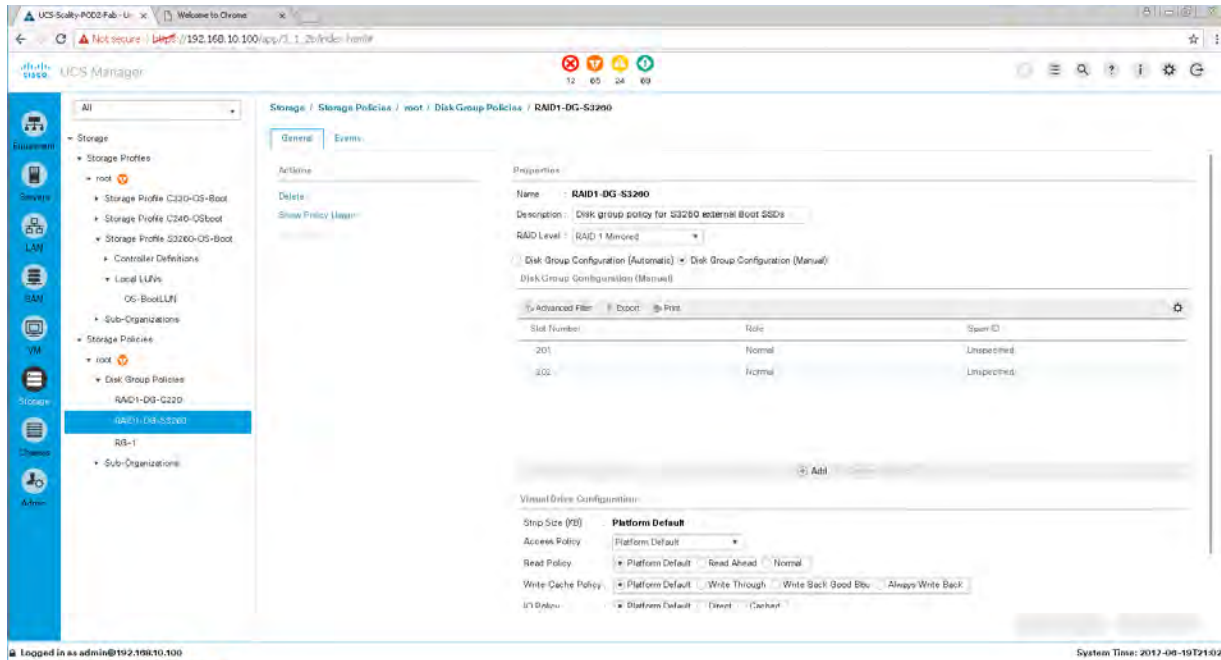 UCS-Scality-POD2-Fab - U
Welcome to Chrome
Not secure | https://192.168.10.100/app/3_1_2b/index.html#
cisco UCS Manager
12 65 24 69
All
Equipment
Servers
LAN
SAN
VM
Storage
Chassis
Admin
Storage
Storage Profiles
root
Storage Profile C220-OS-Boot
Storage Profile C240-OSboot
Storage Profile S3260-OS-Boot
Controller Definitions
Local LUNs
OS-BootLUN
Sub-Organizations
Storage Policies
root
Disk Group Policies
RAID1-DG-C220
RAID1-DG-S3260
RG-1
Sub-Organizations
Storage / Storage Policies / root / Disk Group Policies / RAID1-DG-S3260
General Events
Actions
Delete
Show Policy Usage
Properties
Name : RAID1-DG-S3260
Description : Disk group policy for S3260 external Boot SSDs
RAID Level : RAID 1 Mirrored
Disk Group Configuration (Automatic) Disk Group Configuration (Manual)
Disk Group Configuration (Manual)
Advanced Filter Export Print
Slot Number Role Span ID
201 Normal Unspecified
202 Normal Unspecified
Add
Virtual Drive Configuration
Strip Size (KB) : Platform Default
Access Policy : Platform Default
Read Policy : Platform Default Read Ahead Normal
Write Cache Policy : Platform Default Write Through Write Back Good Bbu Always Write Back
IO Policy : Platform Default Direct Cached
Logged in as admin@192.168.10.100
System Time: 2017-06-19T21:02